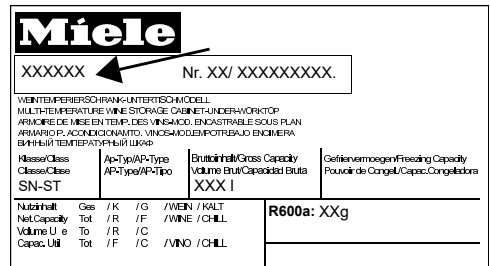 Miele
XXXXXX Nr. XX/ XXXXXXXXX.
WEINTEMPERIERSCHRANK-UNTERTISCHMODELL
MULTI-TEMPERATURE WINE STORAGE CABINET-UNDER-WORKTOP
ARMOIRE DE MISE EN TEMP. DES VINS-MOD. ENCASTRABLE SOUS PLAN
ARMARIO P. ACONDICIONAMTO. VINOS-MOD.EMPOTR.BAJO ENCIMERA
ВИННЫЙ ТЕМПЕРАТУРНЫЙ ШКАФ
Klasse/Class Ap-Typ/AP-Type Bruttoinhalt/Gross Capacity Gefriervermoegen/Freezing Capacity
Classe/Clase AP-Type/AP-Tipo Volume Brut/Capacidad Bruta Pouvoir de Congel./Capac.Congeladora
SN-ST XXX l
Nutzinhalt Ges / K / G / WEIN / KALT R600a: XXg
Net.Capacity Tot / R / F / WINE / CHILL
Volume U e To / R / C
Capac. Util Tot / F / C / VINO / CHILL